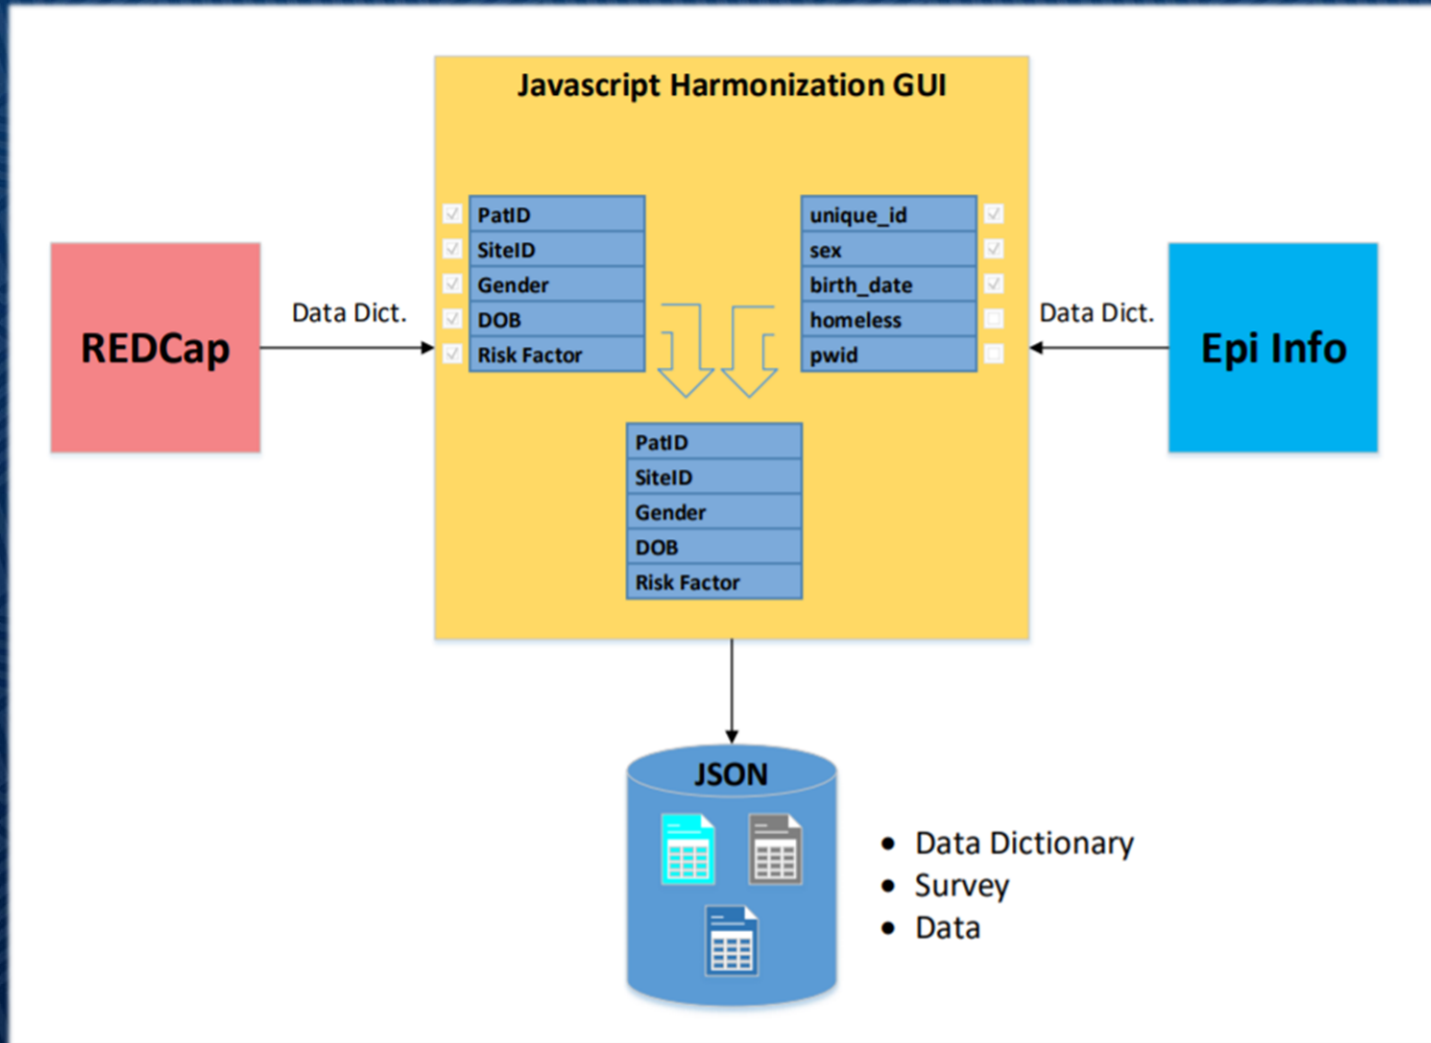 Javascript Harmonization GUI
PatID
SiteID
Gender
DOB
Risk Factor
unique_id
sex
birth_date
homeless
pwid
REDCap
Data Dict.
Data Dict.
Epi Info
PatID
SiteID
Gender
DOB
Risk Factor
JSON
• Data Dictionary
• Survey
• Data